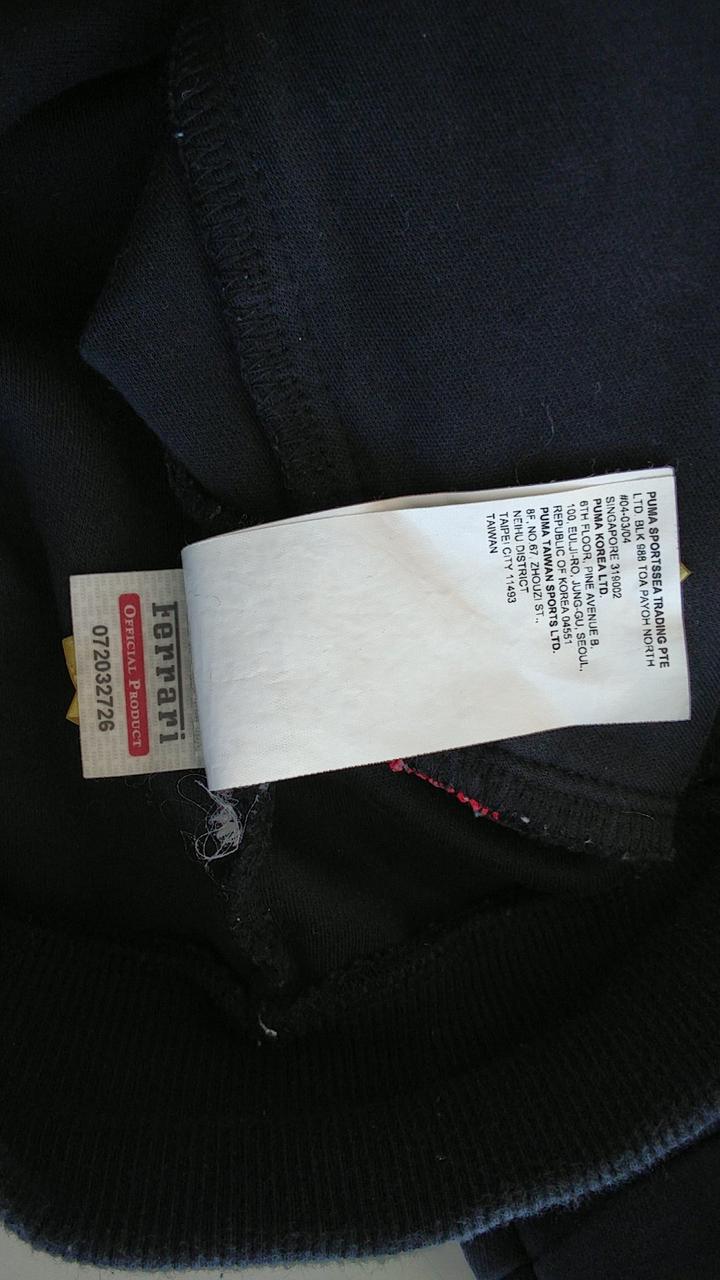 PUMA SPORTSSEA TRADING PTE
LTD. BLK 988 TOA PAYOH NORTH
#04-03/04
SINGAPORE 319002
PUMA KOREA LTD.
6TH FLOOR, PINE AVENUE B,
100, EULJI-RO, JUNG-GU, SEOUL,
REPUBLIC OF KOREA 04551
PUMA TAIWAN SPORTS LTD.
8F, NO.67, ZHOUZI ST.,
NEIHU DISTRICT
TAIPEI CITY 11493
TAIWAN
Ferrari
OFFICIAL PRODUCT
072032726